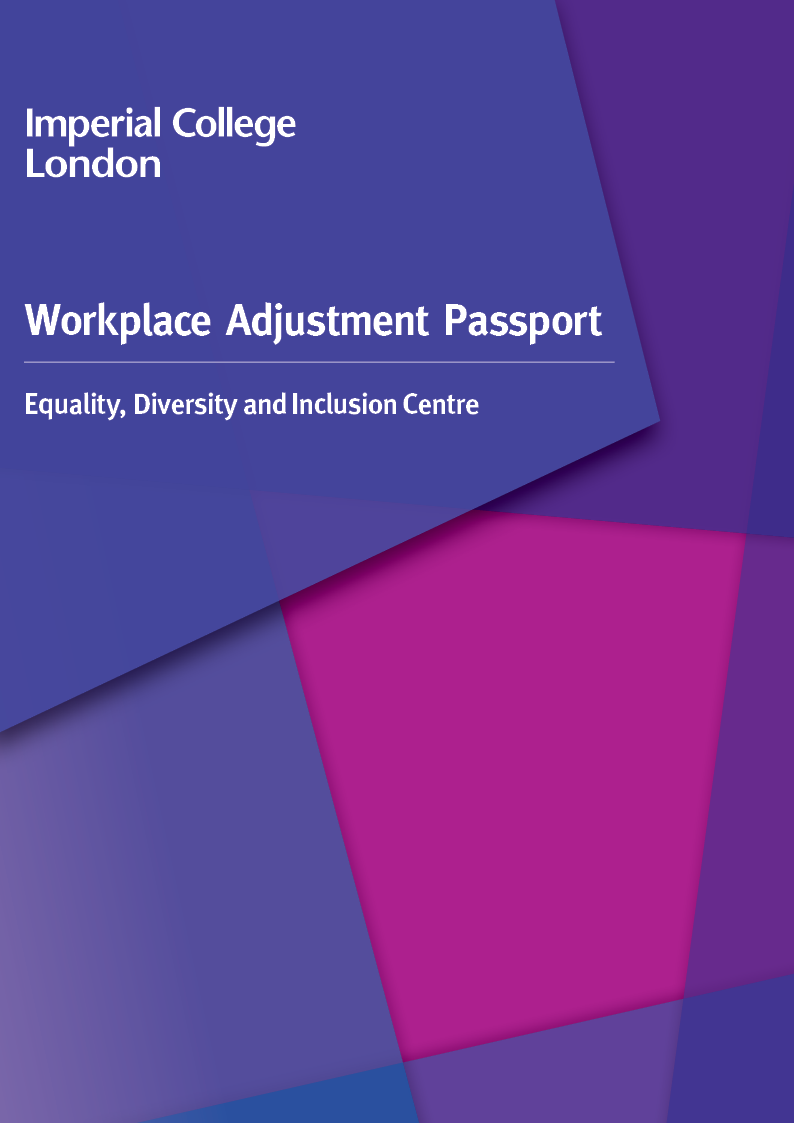 Imperial College
London
Workplace Adjustment Passport
Equality, Diversity and Inclusion Centre